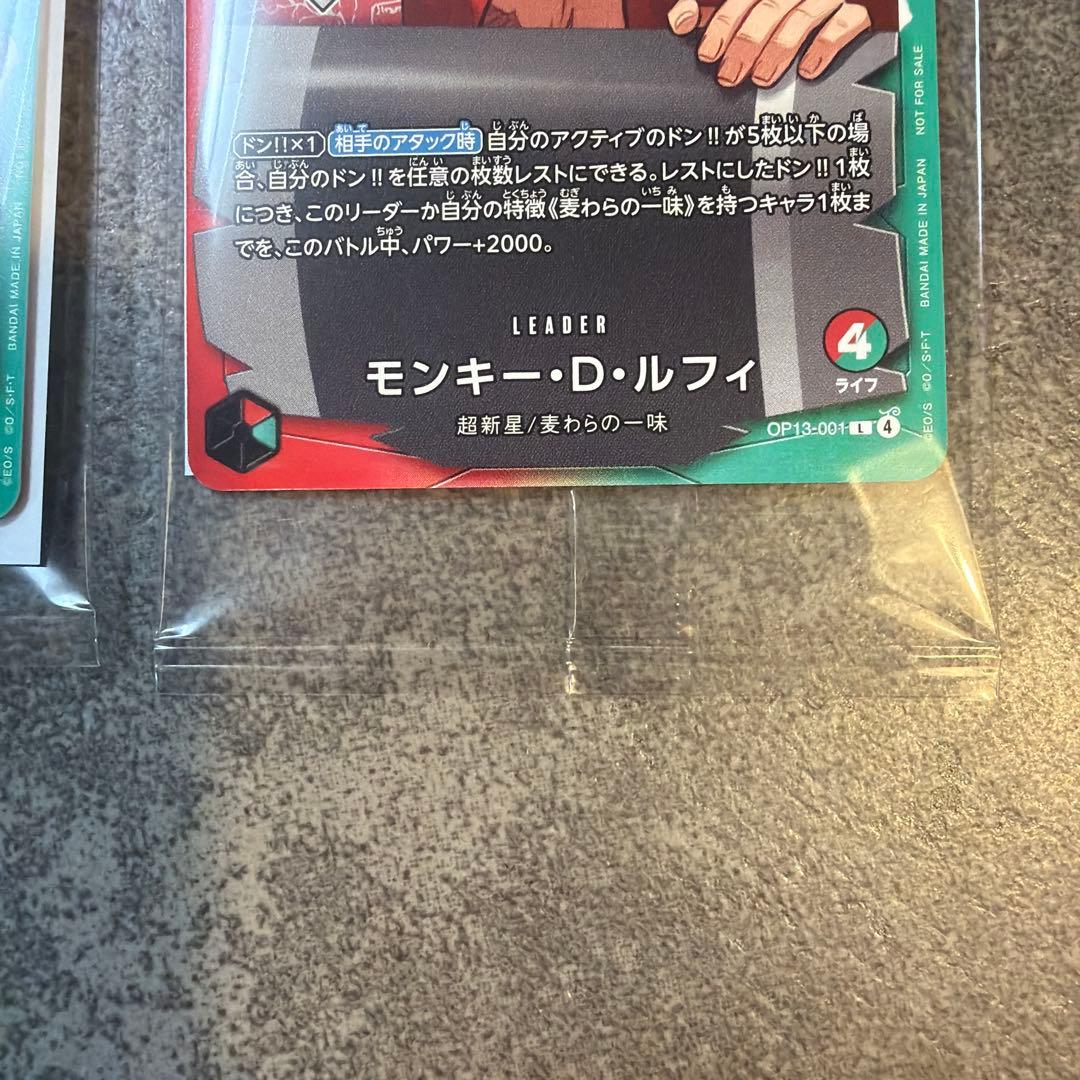 ドン!!×1 相手のアタック時 自分のアクティブのドン!!が5枚以下の場
合、自分のドン!!を任意の枚数レストにできる。レストにしたドン!!1枚
につき、このリーダーか自分の特徴《麦わらの一味》を持つキャラ1枚ま
でを、このバトル中、パワー+2000。
LEADER
モンキー・D・ルフィ
超新星/麦わらの一味
4
ライフ
OP13-001 L 4
©EO/S ©O/S・F・T BANDAI MADE IN JAPAN NOT FOR SALE
©EO/S ©O/S・F・T BANDAI MADE IN JAPAN